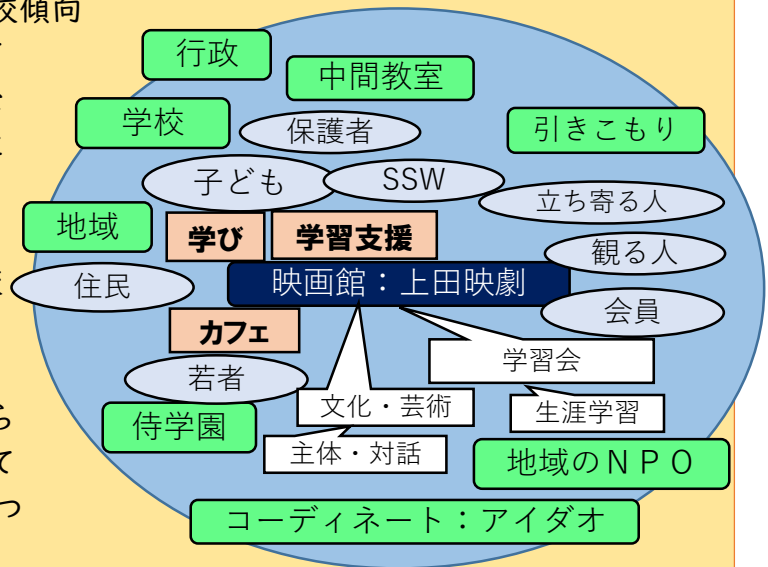 校傾向
行政
中間教室
学校
保護者
引きこもり
子ども
SSW
立ち寄る人
地域
学び
学習支援
観る人
住民
映画館:上田映劇
会員
カフェ
学習会
若者
文化・芸術
生涯学習
侍学園
ら
主体・対話
地域のNPO
て
つ
コーディネート:アイダオ